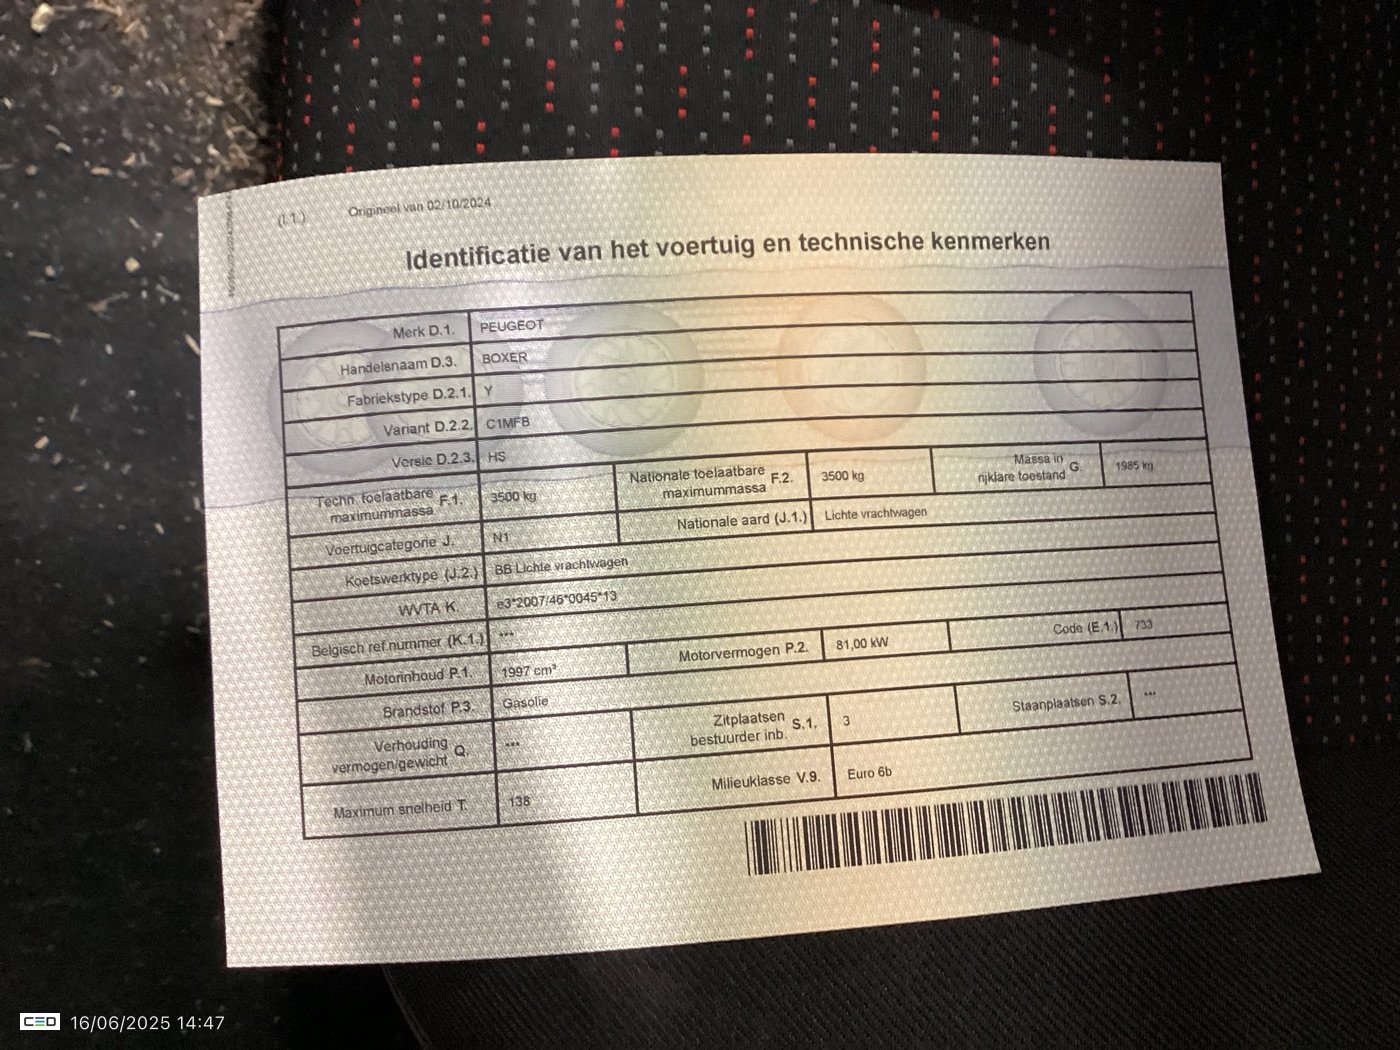 (I.1.) Origineel van 02/10/2024
Identificatie van het voertuig en technische kenmerken
Merk D.1. PEUGEOT
Handelsnaam D.3. BOXER
Fabriekstype D.2.1. Y
Variant D.2.2. C1MFB
Versie D.2.3. HS
Techn. toelaatbare maximummassa F.1. 3500 kg Nationale toelaatbare maximummassa F.2. 3500 kg Massa in rijklare toestand G. 1985 kg
Voertuigcategorie J. N1 Nationale aard (J.1.) Lichte vrachtwagen
Koetswerktype (J.2.) BB Lichte vrachtwagen
WVTA K. e3*2007/46*0045*13
Belgisch ref.nummer (K.1.) ***
Motorinhoud P.1. 1997 cm³ Motorvermogen P.2. 81,00 kW Code (E.1.) 733
Brandstof P.3. Gasolie
Verhouding vermogen/gewicht Q. *** Zitplaatsen bestuurder inb. S.1. 3 Staanplaatsen S.2. ***
Maximum snelheid T. 138 Milieuklasse V.9. Euro 6b
CED 16/06/2025 14:47